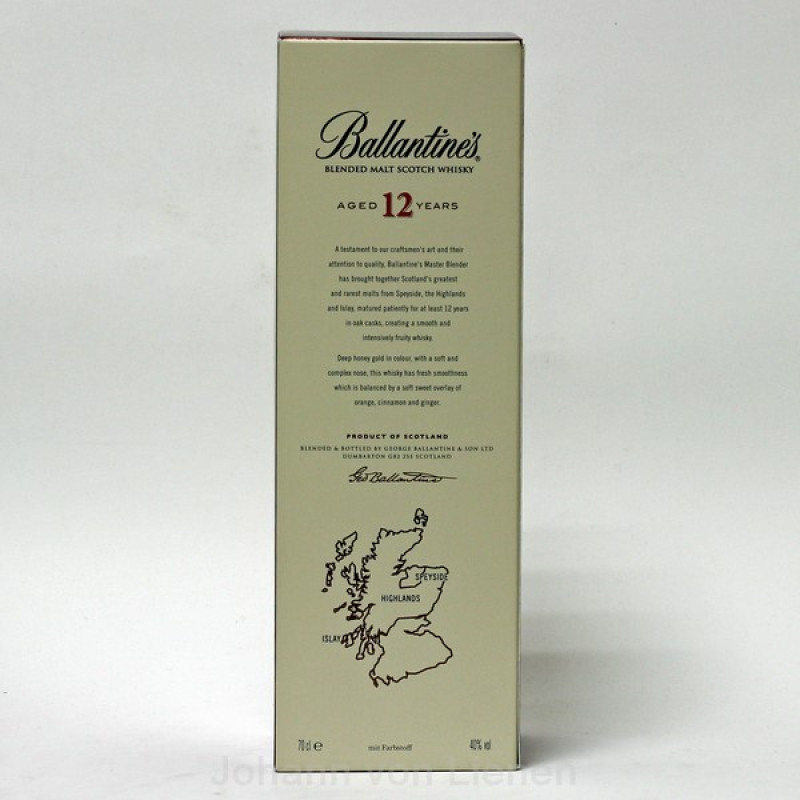 Ballantine's®
BLENDED MALT SCOTCH WHISKY
AGED 12 YEARS
A testament to our craftsmen's art and their
attention to quality, Ballantine's Master Blender
has brought together Scotland's greatest
and rarest malts from Speyside, the Highlands
and Islay, matured patiently for at least 12 years
in oak casks, creating a smooth and
intensively fruity whisky.
Deep honey gold in colour, with a soft and
complex nose, this whisky has fresh smoothness
which is balanced by a soft sweet overlay of
orange, cinnamon and ginger.
PRODUCT OF SCOTLAND
BLENDED & BOTTLED BY GEORGE BALLANTINE & SON LTD
DUMBARTON G82 2SS SCOTLAND
Geo Ballantine
SPEYSIDE
HIGHLANDS
ISLAY
70 cl e mit Farbstoff 40% vol
Johann von Lienen